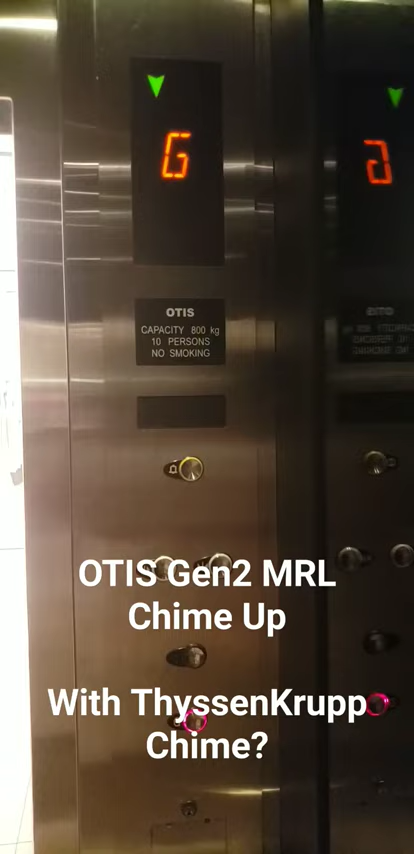 G
OTIS
CAPACITY 800 kg
10 PERSONS
NO SMOKING
OTIS Gen2 MRL
Chime Up
With ThyssenKrupp
Chime?